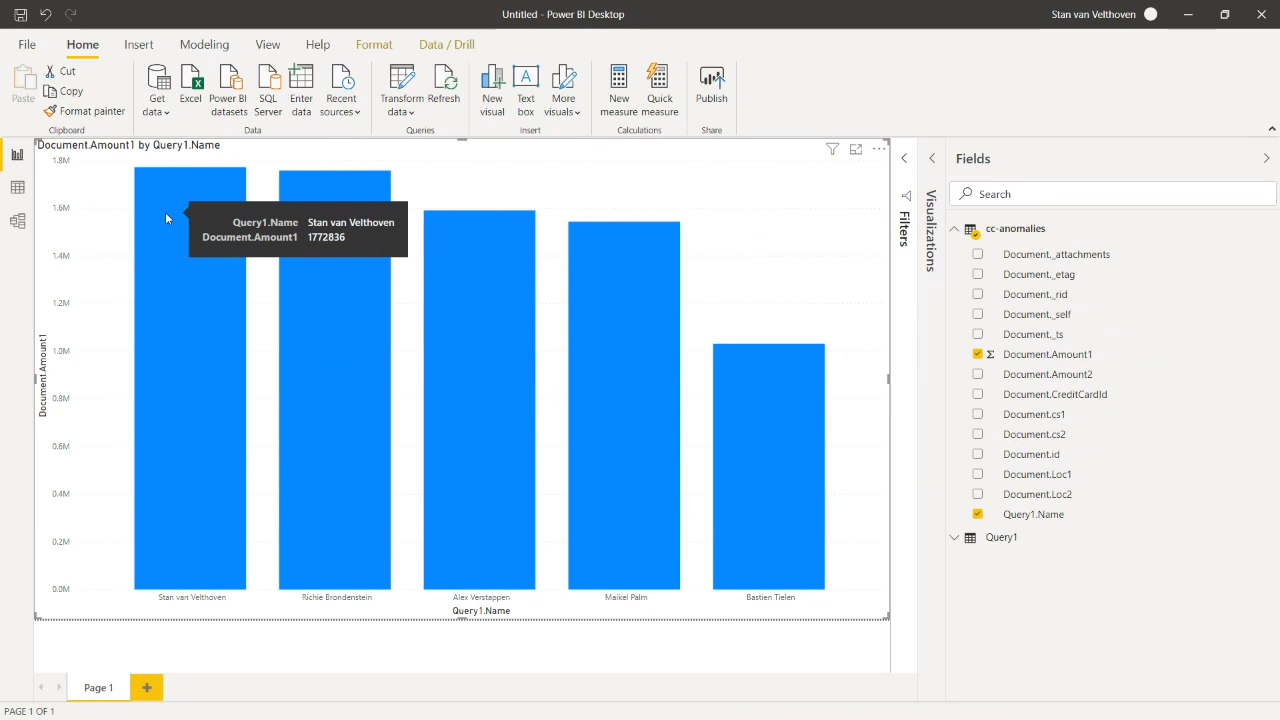 Untitled - Power BI Desktop
Stan van Velthoven
File Home Insert Modeling View Help Format Data / Drill
Paste
Cut
Copy
Format painter
Clipboard
Get data
Excel
Power BI datasets
SQL Server
Enter data
Recent sources
Data
Transform data
Refresh
Queries
New visual
Text box
More visuals
Insert
New measure
Quick measure
Calculations
Publish
Share
Document.Amount1 by Query1.Name
1.8M
1.6M
1.4M
1.2M
1.0M
0.8M
0.6M
0.4M
0.2M
0.0M
Document.Amount1
Query1.Name Stan van Velthoven
Document.Amount1 1772836
Stan van Velthoven Richie Brondenstein Alex Verstappen Maikel Palm Bastien Tielen
Query1.Name
Filters
Visualizations
Fields
Search
cc-anomalies
Document._attachments
Document._etag
Document._rid
Document._self
Document._ts
Document.Amount1
Document.Amount2
Document.CreditCardId
Document.cs1
Document.cs2
Document.id
Document.Loc1
Document.Loc2
Query1.Name
Query1
Page 1
PAGE 1 OF 1